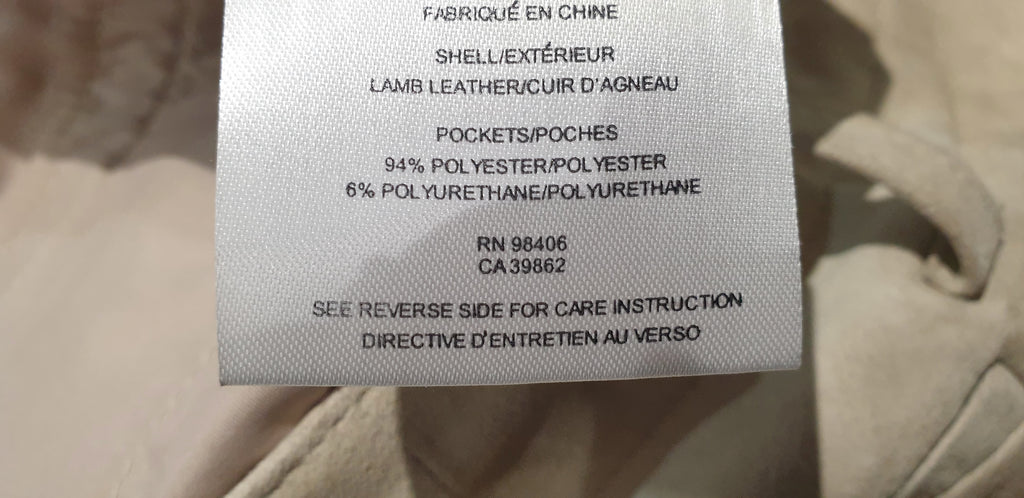 FABRIQUÉ EN CHINE
SHELL/EXTÉRIEUR
LAMB LEATHER/CUIR D'AGNEAU
POCKETS/POCHES
94% POLYESTER/POLYESTER
6% POLYURETHANE/POLYURETHANE
RN 98406
CA 39862
SEE REVERSE SIDE FOR CARE INSTRUCTION
DIRECTIVE D'ENTRETIEN AU VERSO